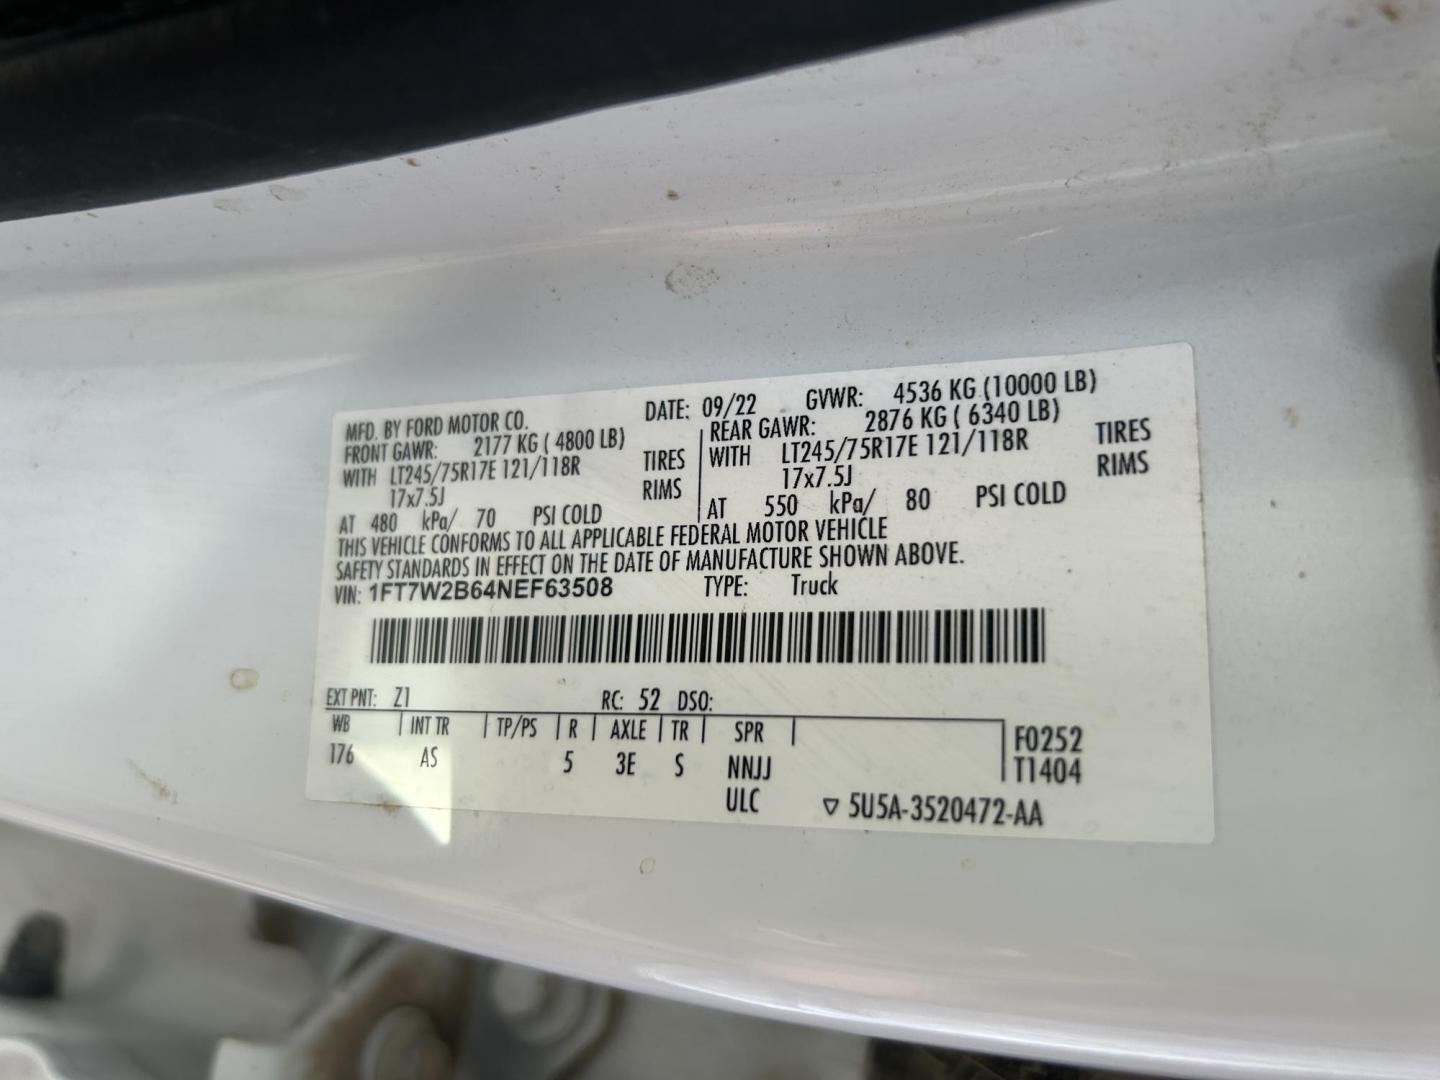 MFD. BY FORD MOTOR CO. DATE: 09/22 GVWR: 4536 KG (10000 LB)
FRONT GAWR: 2177 KG ( 4800 LB) REAR GAWR: 2876 KG ( 6340 LB)
WITH LT245/75R17E 121/118R TIRES WITH LT245/75R17E 121/118R TIRES
17x7.5J RIMS 17x7.5J RIMS
AT 480 kPa/ 70 PSI COLD AT 550 kPa/ 80 PSI COLD
THIS VEHICLE CONFORMS TO ALL APPLICABLE FEDERAL MOTOR VEHICLE
SAFETY STANDARDS IN EFFECT ON THE DATE OF MANUFACTURE SHOWN ABOVE.
VIN: 1FT7W2B64NEF63508 TYPE: Truck
EXT PNT: Z1 RC: 52 DSO:
WB INT TR TP/PS R AXLE TR SPR F0252
176 AS 5 3E S NNJJ T1404
ULC ▽ 5U5A-3520472-AA